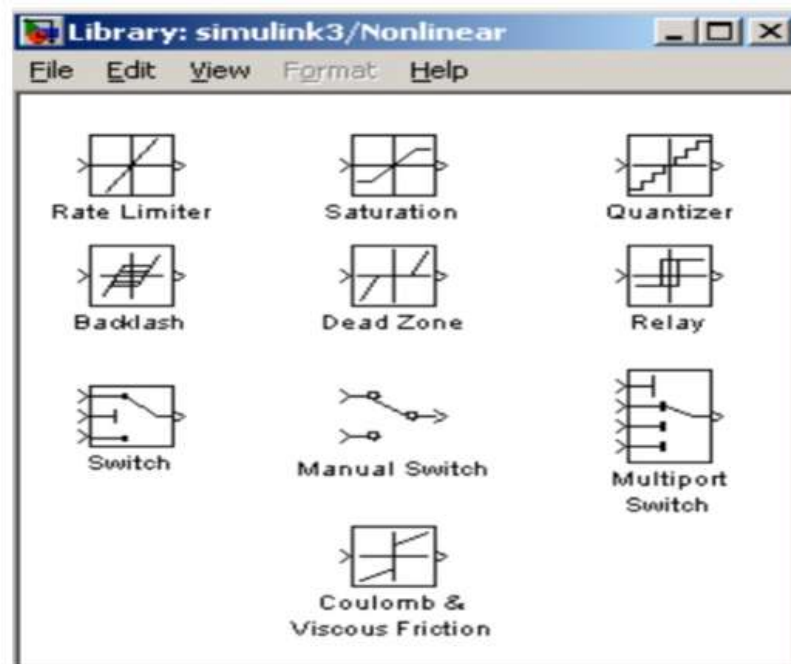 Library: simulink3/Nonlinear
File Edit View Format Help
Rate Limiter Saturation Quantizer
Backlash Dead Zone Relay
Switch Manual Switch Multiport
Switch
Coulomb &
Viscous Friction